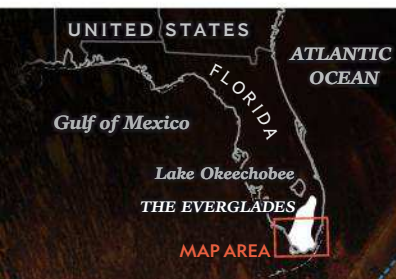 UNITED STATES
ATLANTIC
OCEAN
FLORIDA
Gulf of Mexico
Lake Okeechobee
THE EVERGLADES
MAP AREA